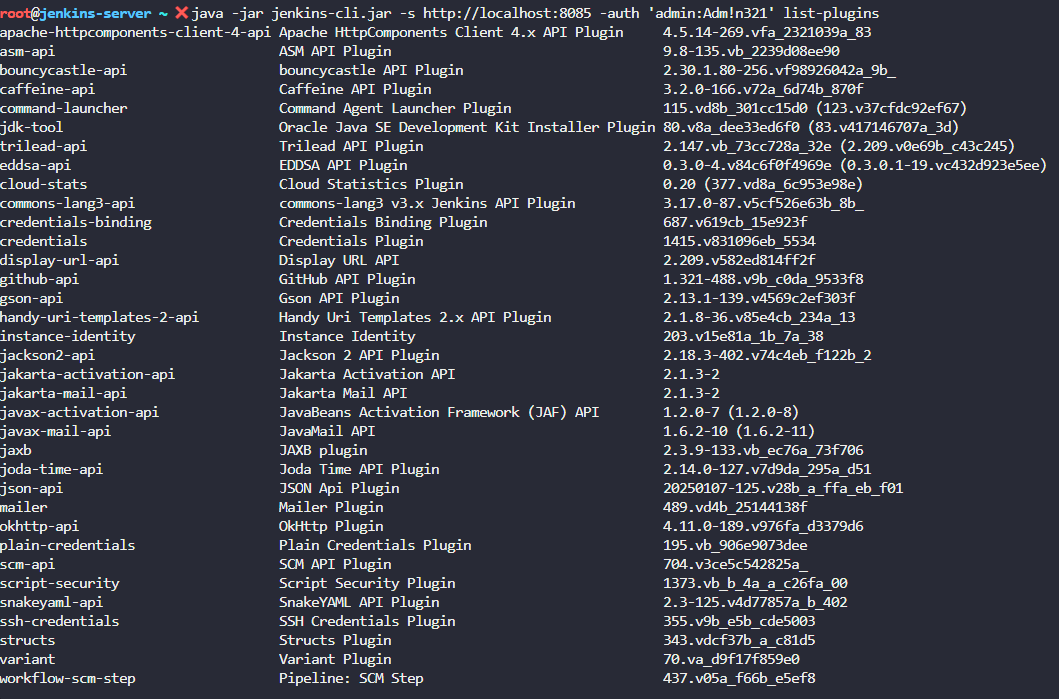 root@jenkins-server ~ ✗ java -jar jenkins-cli.jar -s http://localhost:8085 -auth 'admin:Adm!n321' list-plugins
apache-httpcomponents-client-4-api Apache HttpComponents Client 4.x API Plugin 4.5.14-269.vfa_2321039a_83
asm-api ASM API Plugin 9.8-135.vb_2239d08ee90
bouncycastle-api bouncycastle API Plugin 2.30.1.80-256.vf98926042a_9b_
caffeine-api Caffeine API Plugin 3.2.0-166.v72a_6d74b_870f
command-launcher Command Agent Launcher Plugin 115.vd8b_301cc15d0 (123.v37cfdc92ef67)
jdk-tool Oracle Java SE Development Kit Installer Plugin 80.v8a_dee33ed6f0 (83.v417146707a_3d)
trilead-api Trilead API Plugin 2.147.vb_73cc728a_32e (2.209.v0e69b_c43c245)
eddsa-api EDDSA API Plugin 0.3.0-4.v84c6f0f4969e (0.3.0.1-19.vc432d923e5ee)
cloud-stats Cloud Statistics Plugin 0.20 (377.vd8a_6c953e98e)
commons-lang3-api commons-lang3 v3.x Jenkins API Plugin 3.17.0-87.v5cf526e63b_8b_
credentials-binding Credentials Binding Plugin 687.v619cb_15e923f
credentials Credentials Plugin 1415.v831096eb_5534
display-url-api Display URL API 2.209.v582ed814ff2f
github-api GitHub API Plugin 1.321-488.v9b_c0da_9533f8
gson-api Gson API Plugin 2.13.1-139.v4569c2ef303f
handy-uri-templates-2-api Handy Uri Templates 2.x API Plugin 2.1.8-36.v85e4cb_234a_13
instance-identity Instance Identity 203.v15e81a_1b_7a_38
jackson2-api Jackson 2 API Plugin 2.18.3-402.v74c4eb_f122b_2
jakarta-activation-api Jakarta Activation API 2.1.3-2
jakarta-mail-api Jakarta Mail API 2.1.3-2
javax-activation-api JavaBeans Activation Framework (JAF) API 1.2.0-7 (1.2.0-8)
javax-mail-api JavaMail API 1.6.2-10 (1.6.2-11)
jaxb JAXB plugin 2.3.9-133.vb_ec76a_73f706
joda-time-api Joda Time API Plugin 2.14.0-127.v7d9da_295a_d51
json-api JSON Api Plugin 20250107-125.v28b_a_ffa_eb_f01
mailer Mailer Plugin 489.vd4b_25144138f
okhttp-api OkHttp Plugin 4.11.0-189.v976fa_d3379d6
plain-credentials Plain Credentials Plugin 195.vb_906e9073dee
scm-api SCM API Plugin 704.v3ce5c542825a_
script-security Script Security Plugin 1373.vb_b_4a_a_c26fa_00
snakeyaml-api SnakeYAML API Plugin 2.3-125.v4d77857a_b_402
ssh-credentials SSH Credentials Plugin 355.v9b_e5b_cde5003
structs Structs Plugin 343.vdcf37b_a_c81d5
variant Variant Plugin 70.va_d9f17f859e0
workflow-scm-step Pipeline: SCM Step 437.v05a_f66b_e5ef8